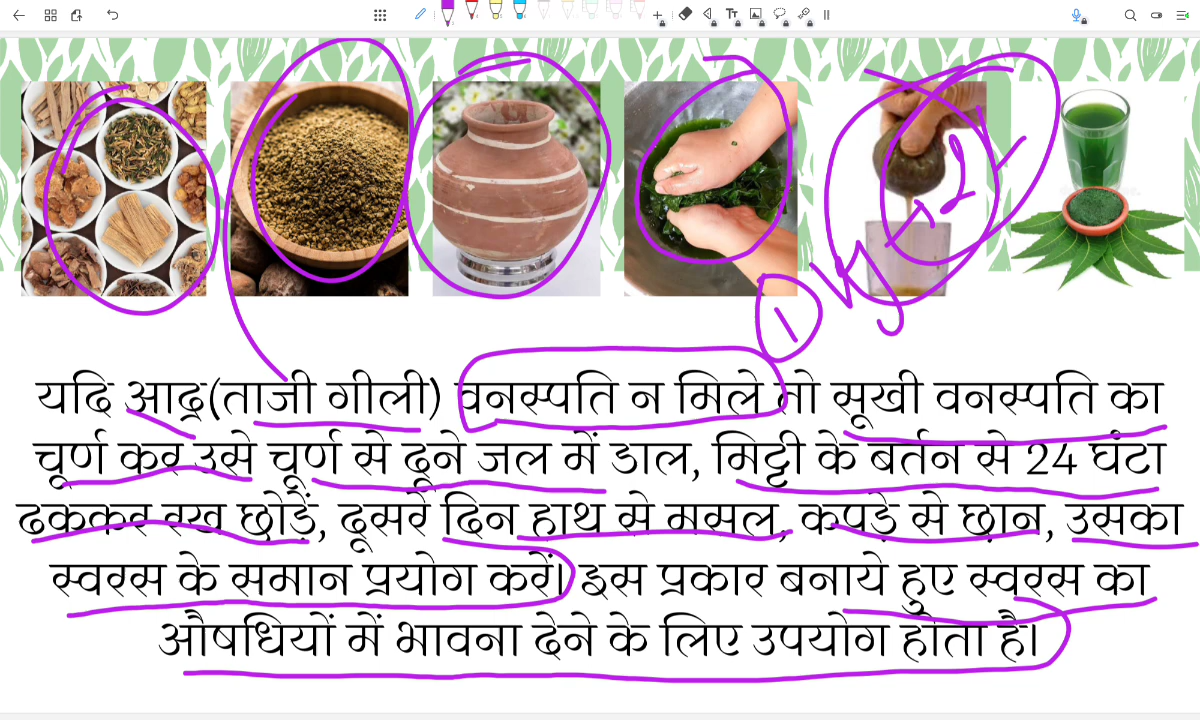 यदि आद्र(ताजी गीली) वनस्पति न मिले तो सूखी वनस्पति का
चूर्ण कर उसे चूर्ण से दूने जल में डाल, मिट्टी के बर्तन से 24 घंटा
ढककर रख छोड़ें, दूसरे दिन हाथ से मसल, कपड़े से छान, उसका
स्वरस के समान प्रयोग करें। इस प्रकार बनाये हुए स्वरस का
औषधियों में भावना देने के लिए उपयोग होता है।